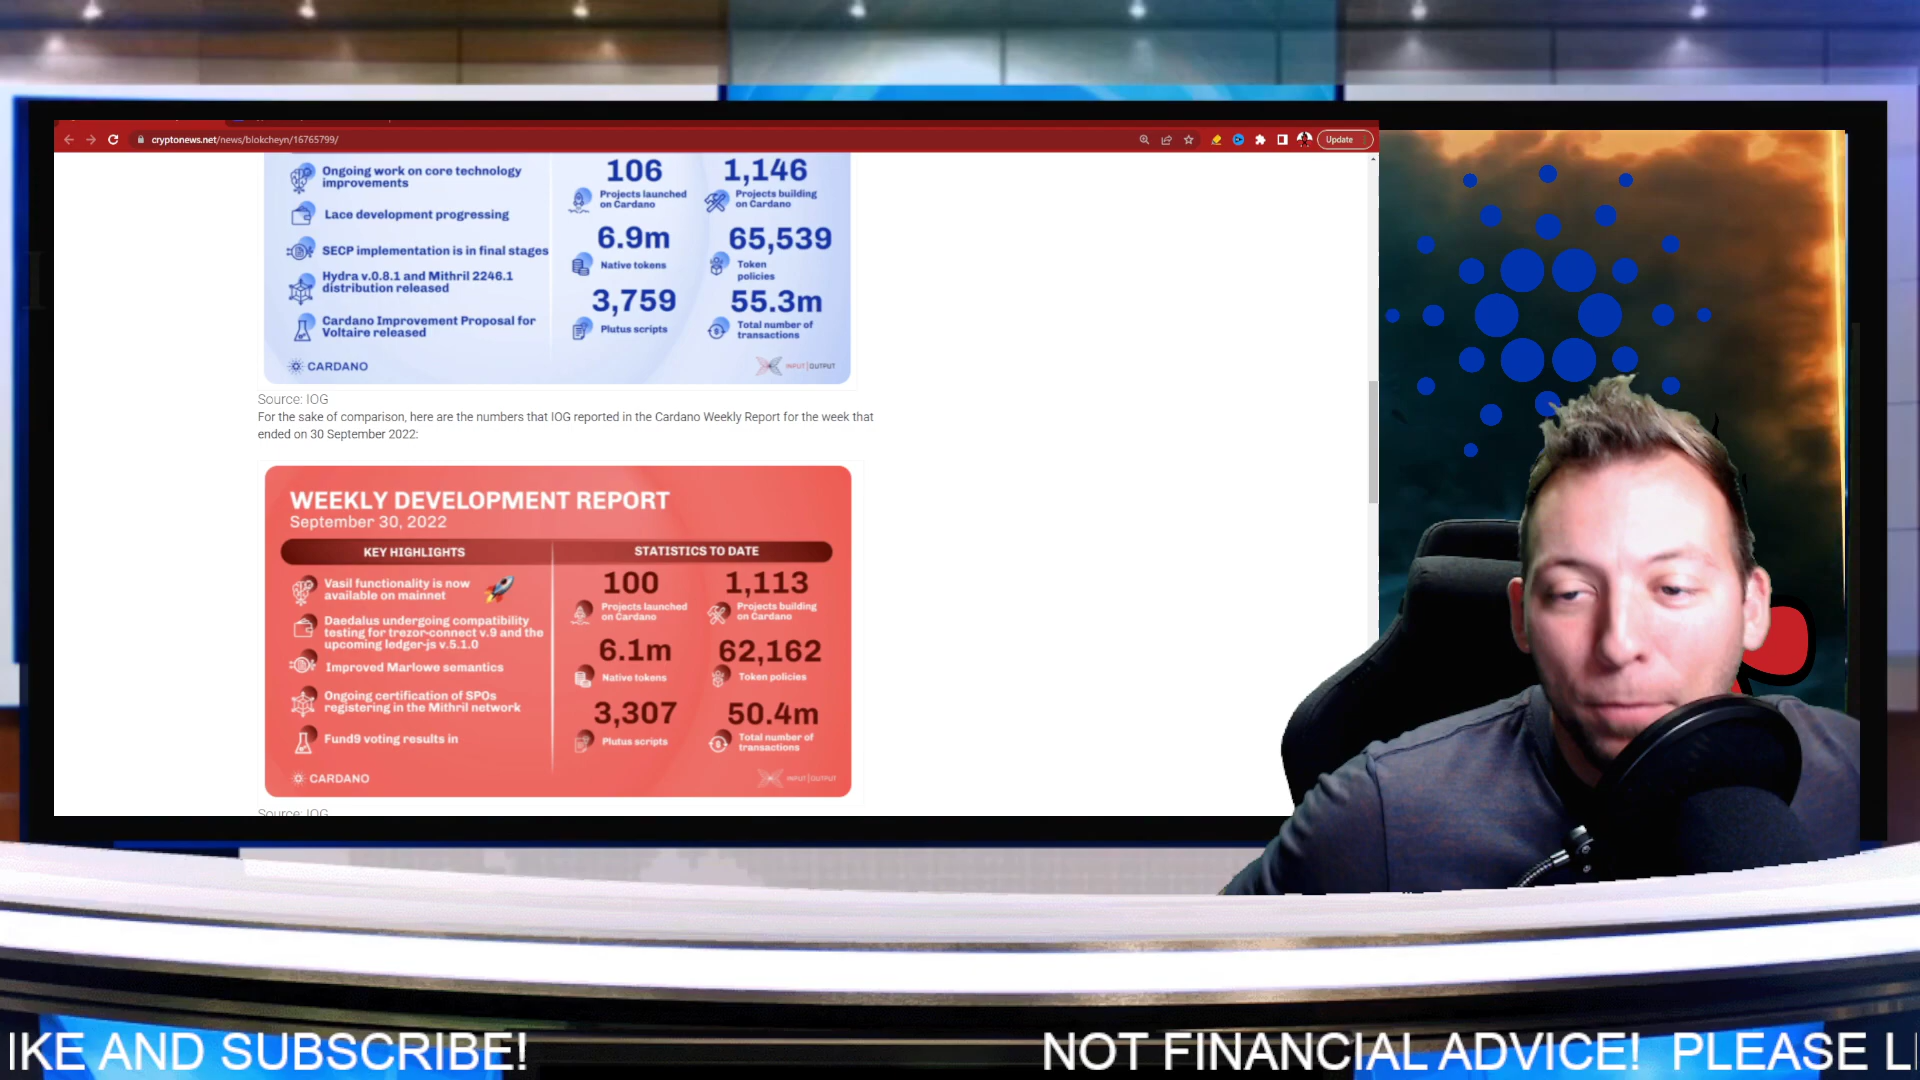 cryptonews.net/news/blokcheyn/16765799/
Update
Ongoing work on core technology
improvements
Lace development progressing
SECP implementation is in final stages
Hydra v.0.8.1 and Mithril 2246.1
distribution released
Cardano Improvement Proposal for
Voltaire released
106
Projects launched
on Cardano
1,146
Projects building
on Cardano
6.9m
Native tokens
65,539
Token
policies
3,759
Plutus scripts
55.3m
Total number of
transactions
CARDANO
INPUT|OUTPUT
Source: IOG
For the sake of comparison, here are the numbers that IOG reported in the Cardano Weekly Report for the week that
ended on 30 September 2022:
WEEKLY DEVELOPMENT REPORT
September 30, 2022
KEY HIGHLIGHTS
Vasil functionality is now
available on mainnet
Daedalus undergoing compatibility
testing for trezor-connect v.9 and the
upcoming ledger-js v.5.1.0
Improved Marlowe semantics
Ongoing certification of SPOs
registering in the Mithril network
Fund9 voting results in
STATISTICS TO DATE
100
Projects launched
on Cardano
1,113
Projects building
on Cardano
6.1m
Native tokens
62,162
Token policies
3,307
Plutus scripts
50.4m
Total number of
transactions
CARDANO
INPUT|OUTPUT
Source: IOG
IKE AND SUBSCRIBE! NOT FINANCIAL ADVICE! PLEASE LI